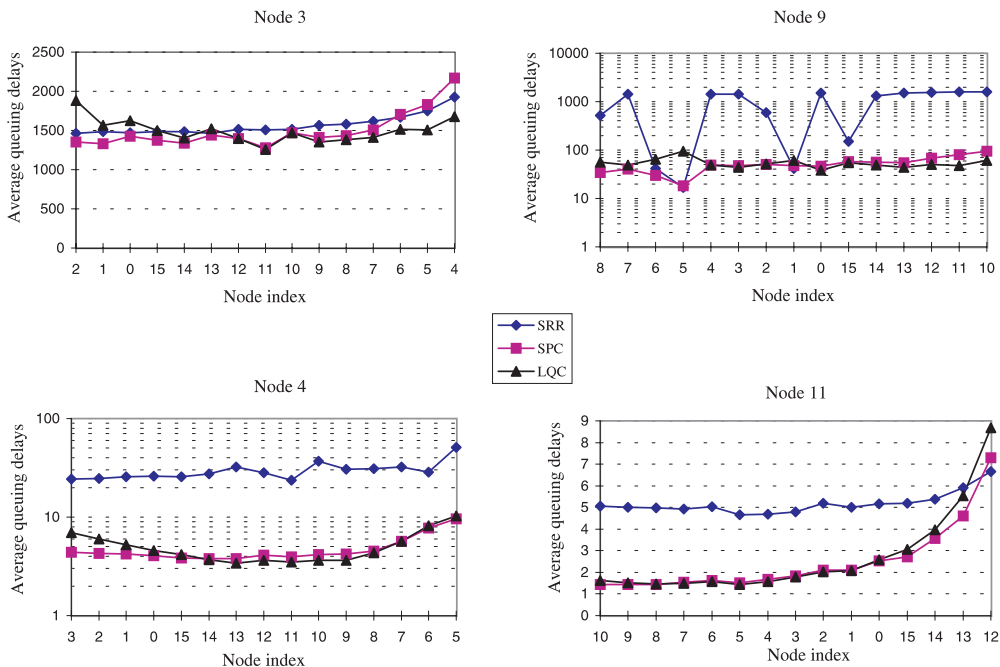 Node 3
Average queuing delays
2500
2000
1500
1000
500
0
2 1 0 15 14 13 12 11 10 9 8 7 6 5 4
Node index
Node 9
Average queuing delays
10000
1000
100
10
1
8 7 6 5 4 3 2 1 0 15 14 13 12 11 10
Node index
SRR
SPC
LQC
Node 4
Average queuing delays
100
10
1
3 2 1 0 15 14 13 12 11 10 9 8 7 6 5
Node index
Node 11
Average queuing delays
9
8
7
6
5
4
3
2
1
0
10 9 8 7 6 5 4 3 2 1 0 15 14 13 12
Node index